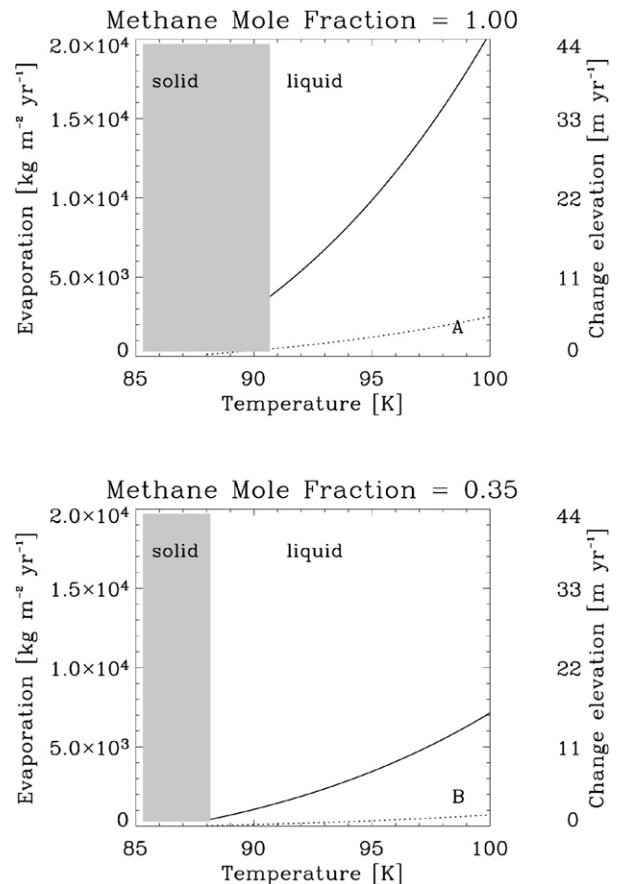 Methane Mole Fraction = 1.00
Evaporation [kg m⁻² yr⁻¹]
2.0×10⁴
1.5×10⁴
1.0×10⁴
5.0×10³
0
solid
liquid
A
44
33
22
11
0
Change elevation [m yr⁻¹]
85 90 95 100
Temperature [K]
Methane Mole Fraction = 0.35
Evaporation [kg m⁻² yr⁻¹]
2.0×10⁴
1.5×10⁴
1.0×10⁴
5.0×10³
0
solid
liquid
B
44
33
22
11
0
Change elevation [m yr⁻¹]
85 90 95 100
Temperature [K]